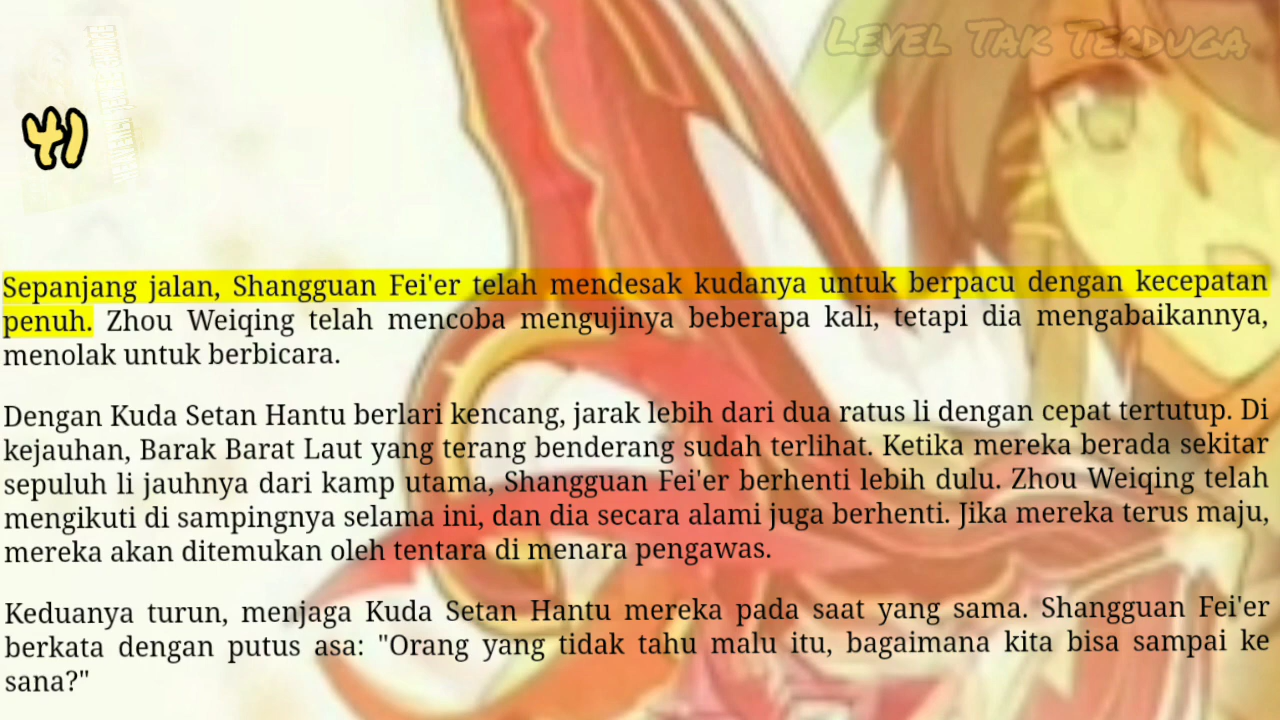 Level Tak Terduga
41
Sepanjang jalan, Shangguan Fei'er telah mendesak kudanya untuk berpacu dengan kecepatan
penuh. Zhou Weiqing telah mencoba mengujinya beberapa kali, tetapi dia mengabaikannya,
menolak untuk berbicara.
Dengan Kuda Setan Hantu berlari kencang, jarak lebih dari dua ratus li dengan cepat tertutup. Di
kejauhan, Barak Barat Laut yang terang benderang sudah terlihat. Ketika mereka berada sekitar
sepuluh li jauhnya dari kamp utama, Shangguan Fei'er berhenti lebih dulu. Zhou Weiqing telah
mengikuti di sampingnya selama ini, dan dia secara alami juga berhenti. Jika mereka terus maju,
mereka akan ditemukan oleh tentara di menara pengawas.
Keduanya turun, menjaga Kuda Setan Hantu mereka pada saat yang sama. Shangguan Fei'er
berkata dengan putus asa: "Orang yang tidak tahu malu itu, bagaimana kita bisa sampai ke
sana?"